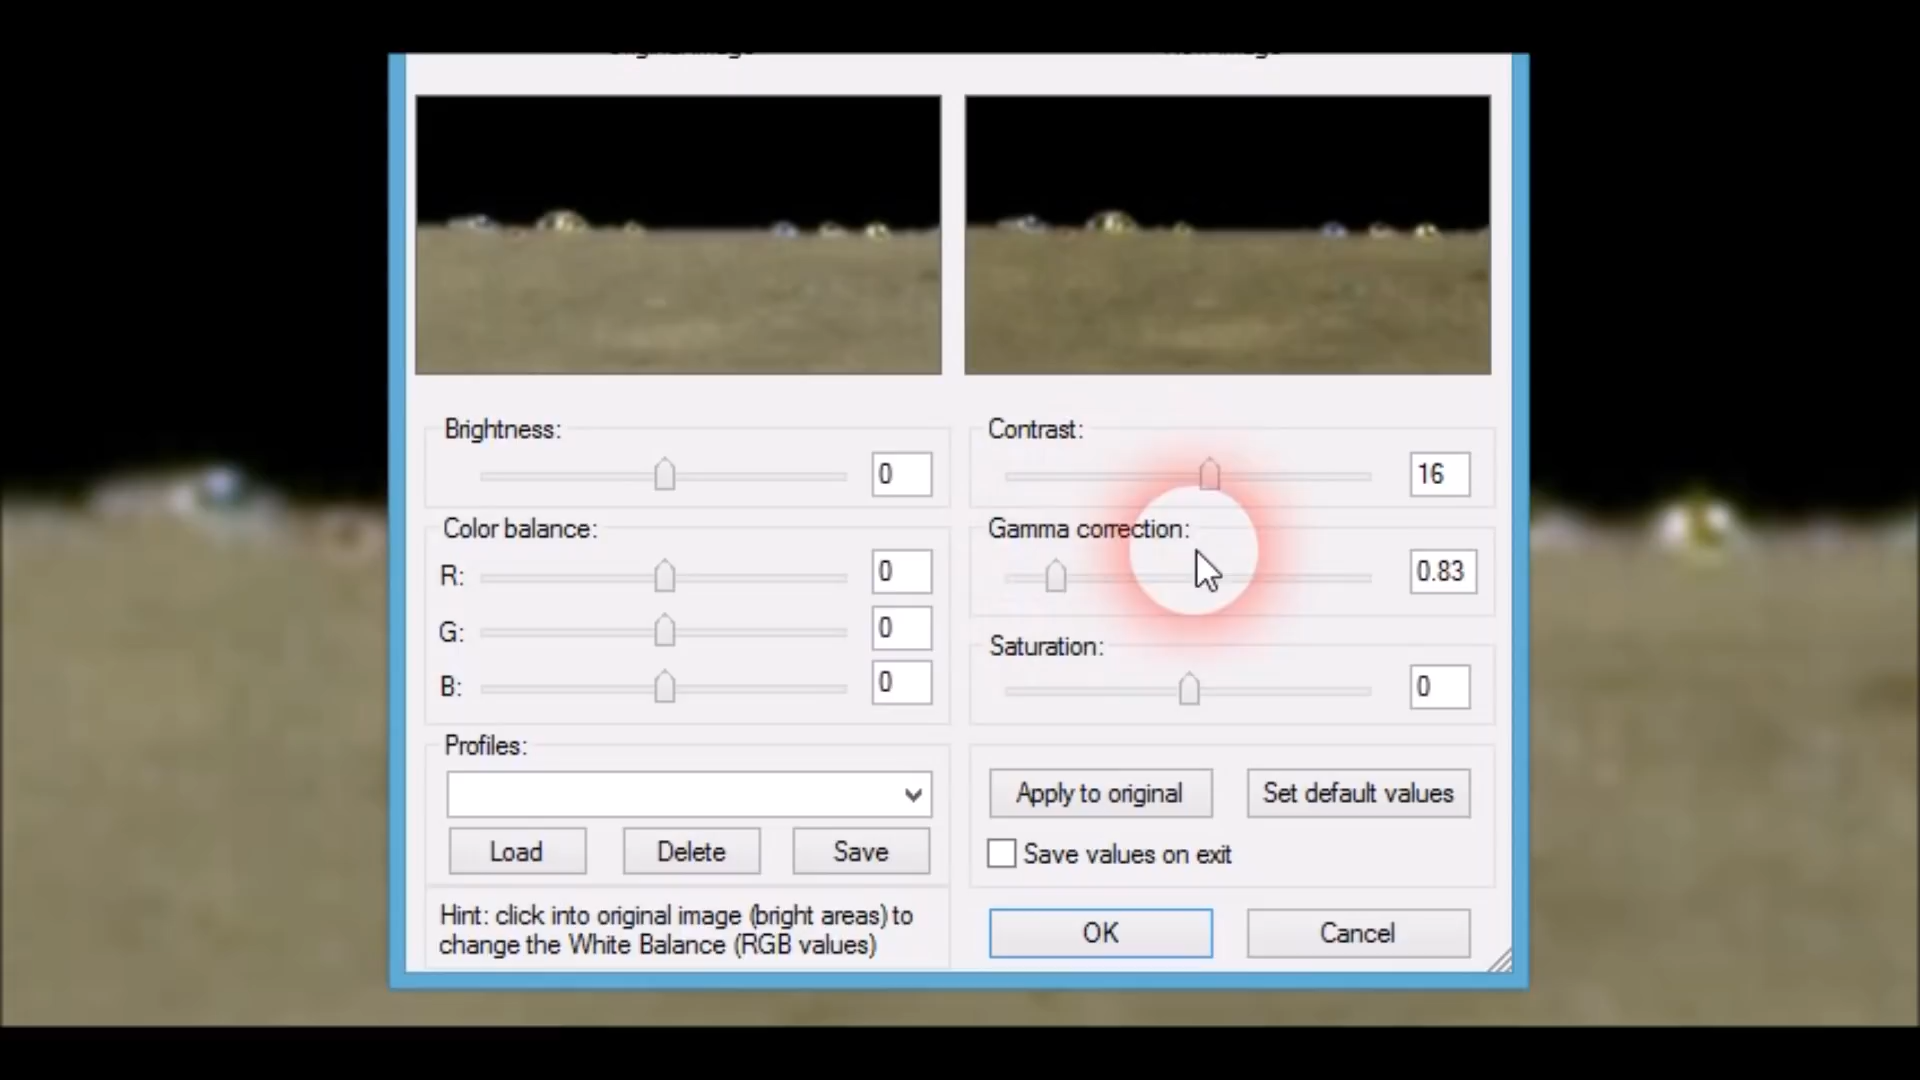 Brightness:
0
Contrast:
16
Color balance:
R:
0
G:
0
B:
0
Gamma correction:
0.83
Saturation:
0
Profiles:
Load
Delete
Save
Apply to original
Set default values
Save values on exit
Hint: click into original image (bright areas) to
change the White Balance (RGB values)
OK
Cancel